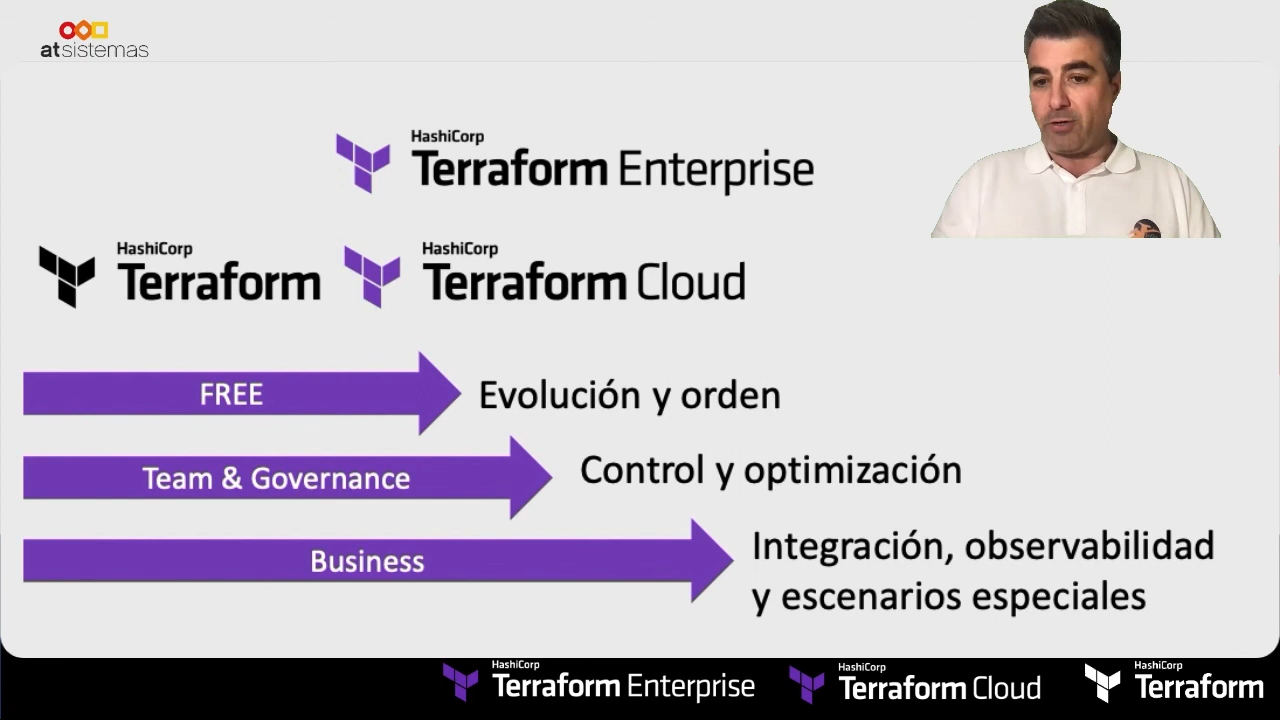 atsistemas
HashiCorp
Terraform Enterprise
HashiCorp
Terraform
HashiCorp
Terraform Cloud
FREE
Evolución y orden
Team & Governance
Control y optimización
Business
Integración, observabilidad
y escenarios especiales
HashiCorp
Terraform Enterprise
HashiCorp
Terraform Cloud
HashiCorp
Terraform